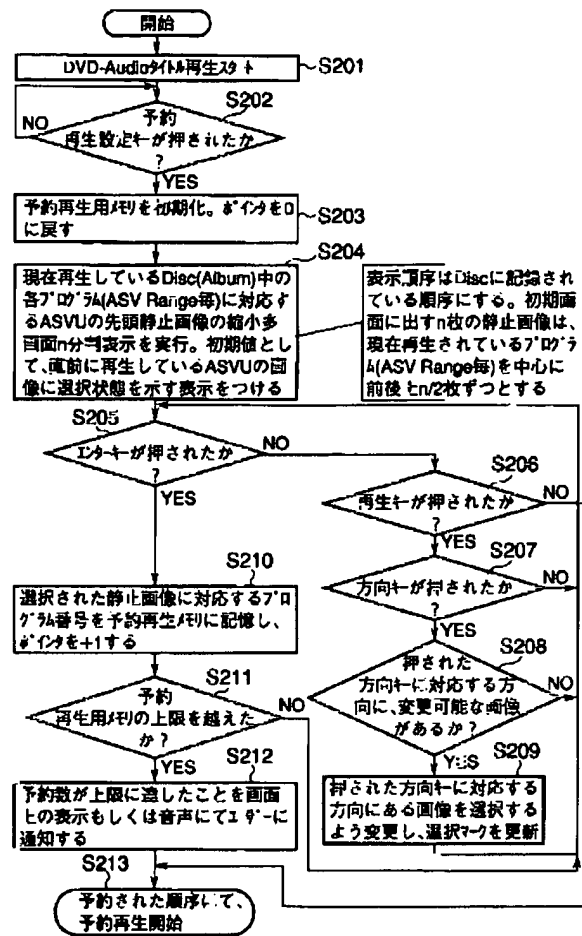 開始
DVD-Audioタイトル再生スタート
S201
S202
予約
再生設定キーが押されたか
?
NO
YES
予約再生用メモリを初期化。ポインタを0
に戻す
S203
S204
現在再生しているDisc(Album)中の
各プログラム(ASV Range毎)に対応す
るASVUの先頭静止画像の縮小多
画面n分割表示を実行。初期値とし
て、直前に再生しているASVUの画
像に選択状態を示す表示をつける
表示順序はDiscに記録され
ている順序にする。初期画
面に出すn枚の静止画像は、
現在再生されているプログラ
ム(ASV Range毎)を中心に
前後 n/2枚ずつとする
S205
エンターキーが押されたか
?
NO
YES
S206
再生キーが押されたか
?
NO
YES
S207
方向キーが押されたか
?
NO
YES
S208
押された
方向キーに対応する方
向に、変更可能な画像
があるか?
NO
YES
S209
押された方向キーに対応する
方向にある画像を選択する
よう変更し、選択マークを更新
S210
選択された静止画像に対応するプロ
グラム番号を予約再生メモリに記憶し、
ポインタを+1する
S211
予約
再生用メモリの上限を越えた
か?
NO
YES
S212
予約数が上限に達したことを画面
上の表示もしくは音声にてユーザーに
通知する
S213
予約された順序にて、
予約再生開始